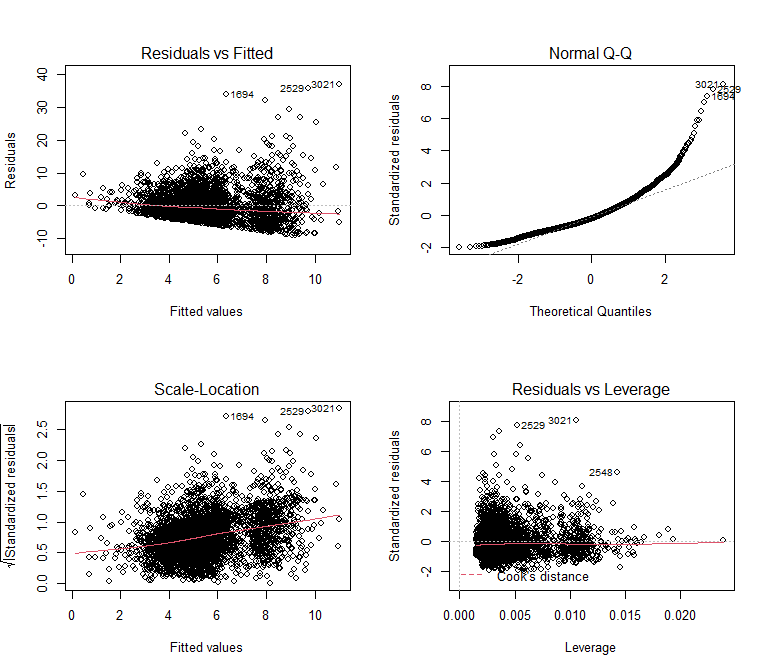 Residuals vs Fitted
Residuals
40
30
20
10
0
-10
1694
2529
3021
0 2 4 6 8 10
Fitted values
Normal Q-Q
Standardized residuals
8
6
4
2
0
-2
3021
2529
1694
-2 0 2
Theoretical Quantiles
Scale-Location
√|Standardized residuals|
2.5
2.0
1.5
1.0
0.5
0.0
1694
2529
3021
0 2 4 6 8 10
Fitted values
Residuals vs Leverage
Standardized residuals
8
6
4
2
0
-2
2529
3021
2548
Cook's distance
0.000 0.005 0.010 0.015 0.020
Leverage